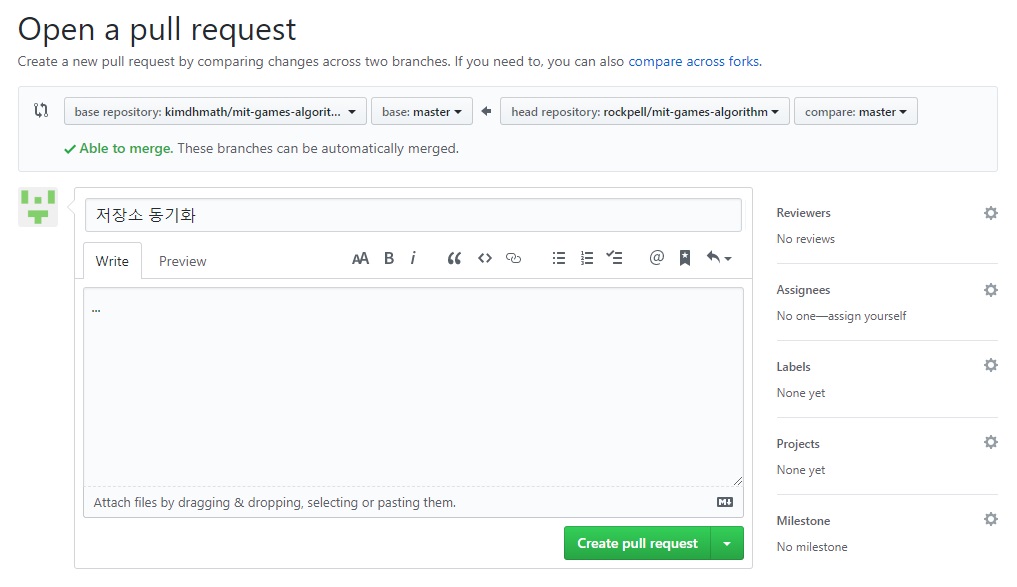 Open a pull request
Create a new pull request by comparing changes across two branches. If you need to, you can also compare across forks.
base repository: kimdhmath/mit-games-algorit... base: master head repository: rockpell/mit-games-algorithm compare: master
Able to merge. These branches can be automatically merged.
저장소 동기화
Write Preview AA B i @
...
Attach files by dragging & dropping, selecting or pasting them.
Create pull request
Reviewers
No reviews
Assignees
No one—assign yourself
Labels
None yet
Projects
None yet
Milestone
No milestone